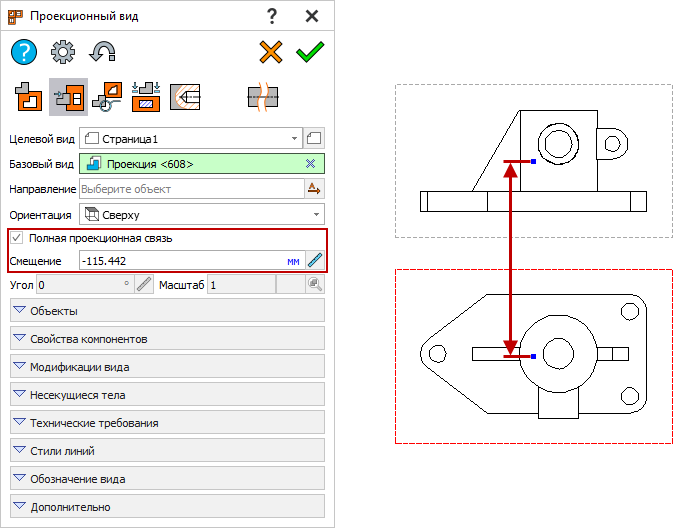 Проекционный вид ?
?
Целевой вид Страница1
Базовый вид Проекция <608>
Направление Выберите объект
Ориентация Сверху
Полная проекционная связь
Смещение -115.442 мм
Угол 0 ° Масштаб 1
Объекты
Свойства компонентов
Модификации вида
Несекущиеся тела
Технические требования
Стили линий
Обозначение вида
Дополнительно